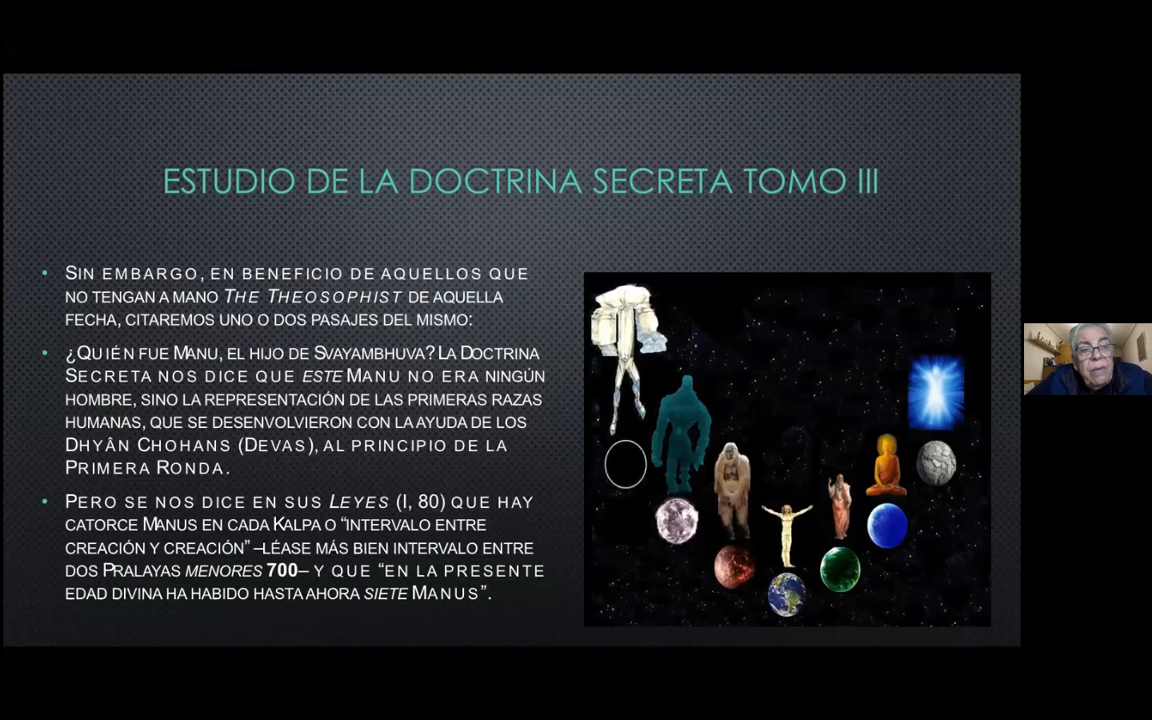 ESTUDIO DE LA DOCTRINA SECRETA TOMO III
• SIN EMBARGO, EN BENEFICIO DE AQUELLOS QUE
NO TENGAN A MANO THE THEOSOPHIST DE AQUELLA
FECHA, CITAREMOS UNO O DOS PASAJES DEL MISMO:
• ¿QUIÉN FUE MANU, EL HIJO DE SVAYAMBHUVA? LA DOCTRINA
SECRETA NOS DICE QUE ESTE MANU NO ERA NINGÚN
HOMBRE, SINO LA REPRESENTACIÓN DE LAS PRIMERAS RAZAS
HUMANAS, QUE SE DESENVOLVIERON CON LA AYUDA DE LOS
DHYÂN CHOHANS (DEVAS), AL PRINCIPIO DE LA
PRIMERA RONDA.
• PERO SE NOS DICE EN SUS LEYES (I, 80) QUE HAY
CATORCE MANUS EN CADA KALPA O “INTERVALO ENTRE
CREACIÓN Y CREACIÓN” –LÉASE MÁS BIEN INTERVALO ENTRE
DOS PRALAYAS MENORES 700– Y QUE “EN LA PRESENTE
EDAD DIVINA HA HABIDO HASTA AHORA SIETE MANUS”.